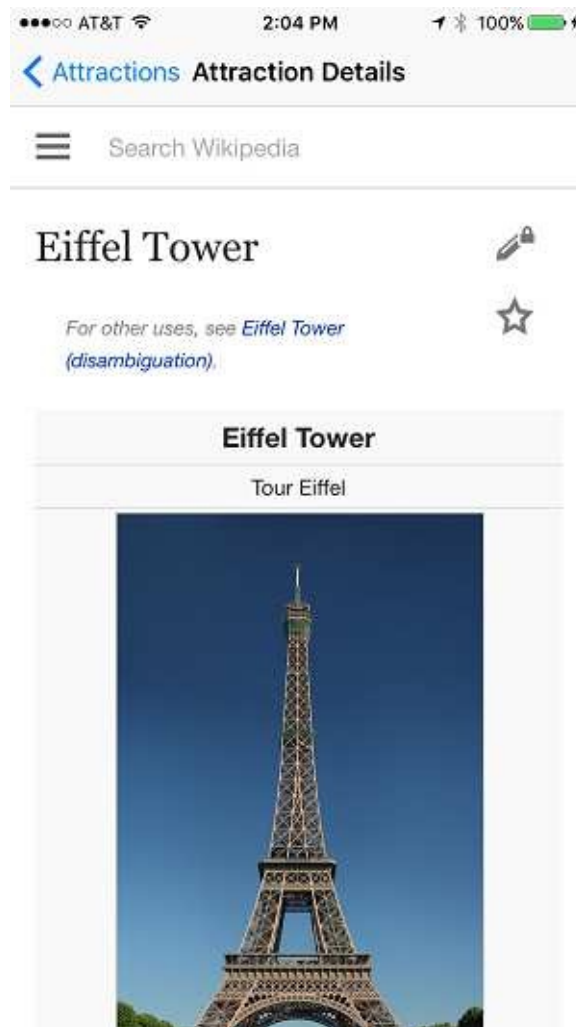 AT&T 2:04 PM 100%
Attractions Attraction Details
Search Wikipedia
Eiffel Tower
For other uses, see Eiffel Tower
(disambiguation).
Eiffel Tower
Tour Eiffel